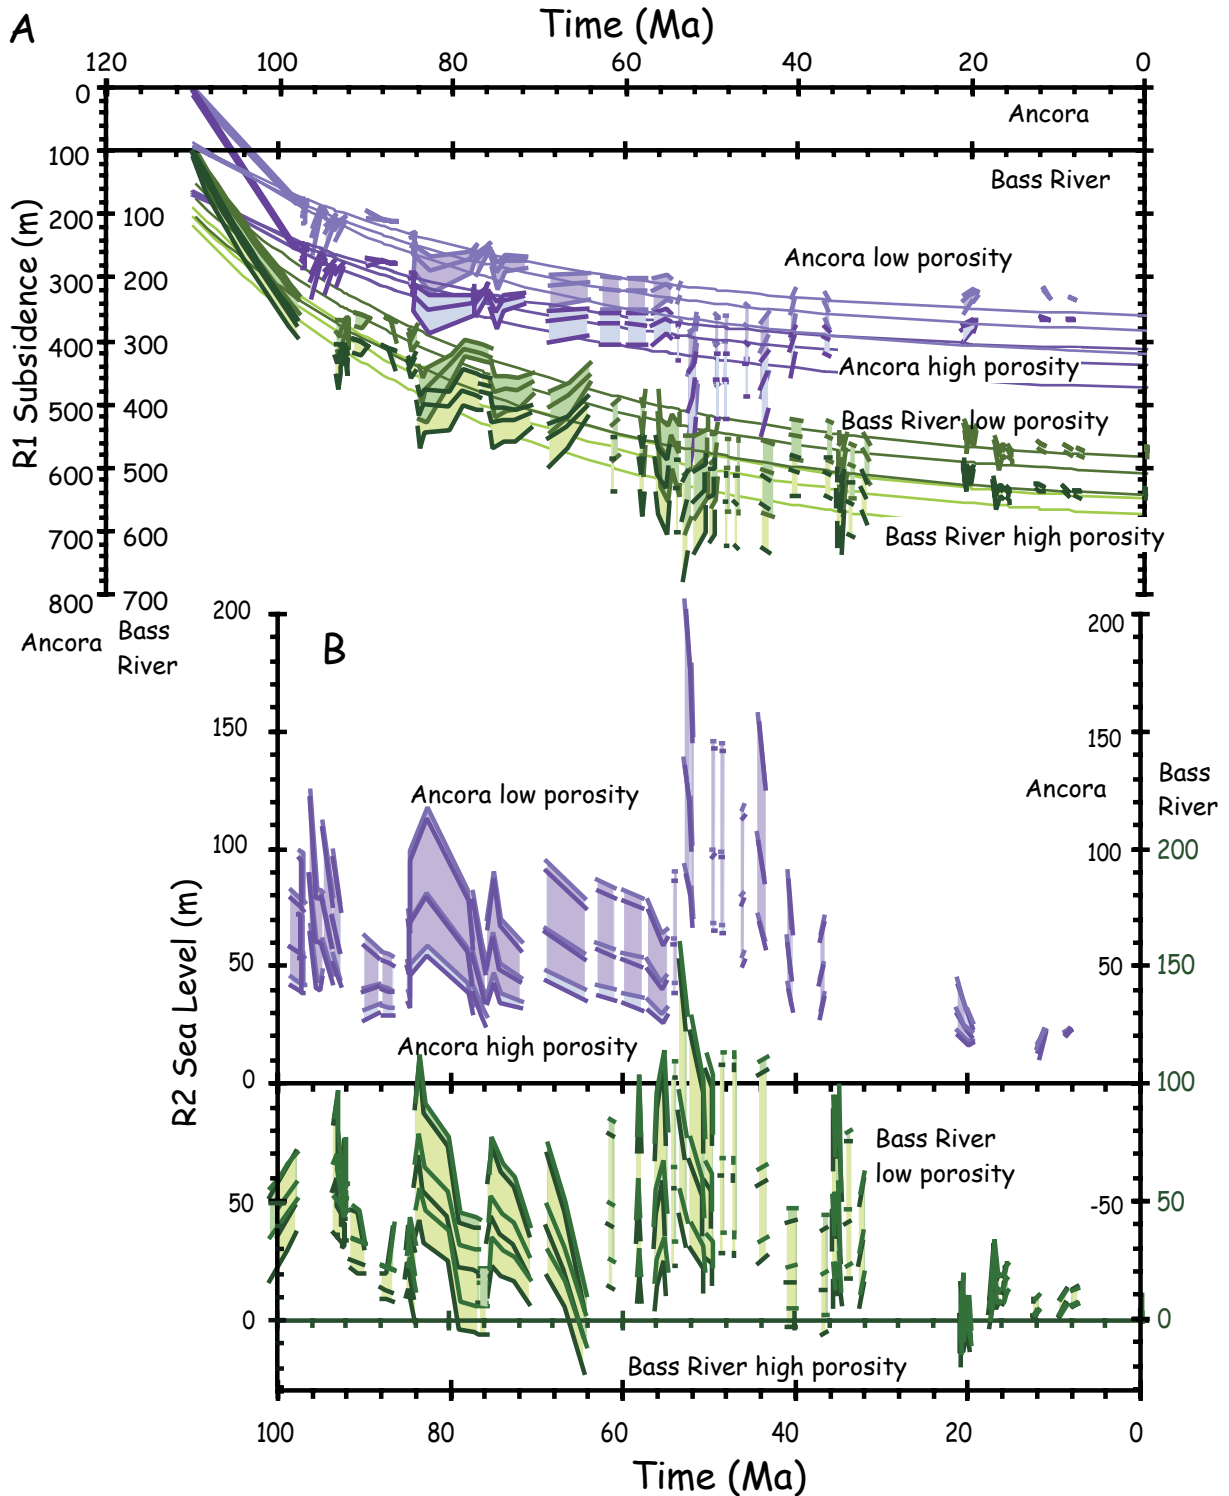 A
Time (Ma)
120 100 80 60 40 20 0
0
Ancora
100
Bass River
200 100
Ancora low porosity
300 200
400 300
Ancora high porosity
500 400
Bass River low porosity
600 500
700 600
Bass River high porosity
800 700
R1 Subsidence (m)
Ancora
Bass
River
B
200 200
150 150
Ancora low porosity
Ancora
Bass
River
100 100 200
50 50 150
Ancora high porosity
0 100
R2 Sea Level (m)
Bass River
low porosity
50 -50 50
0 0
Bass River high porosity
100 80 60 40 20 0
Time (Ma)